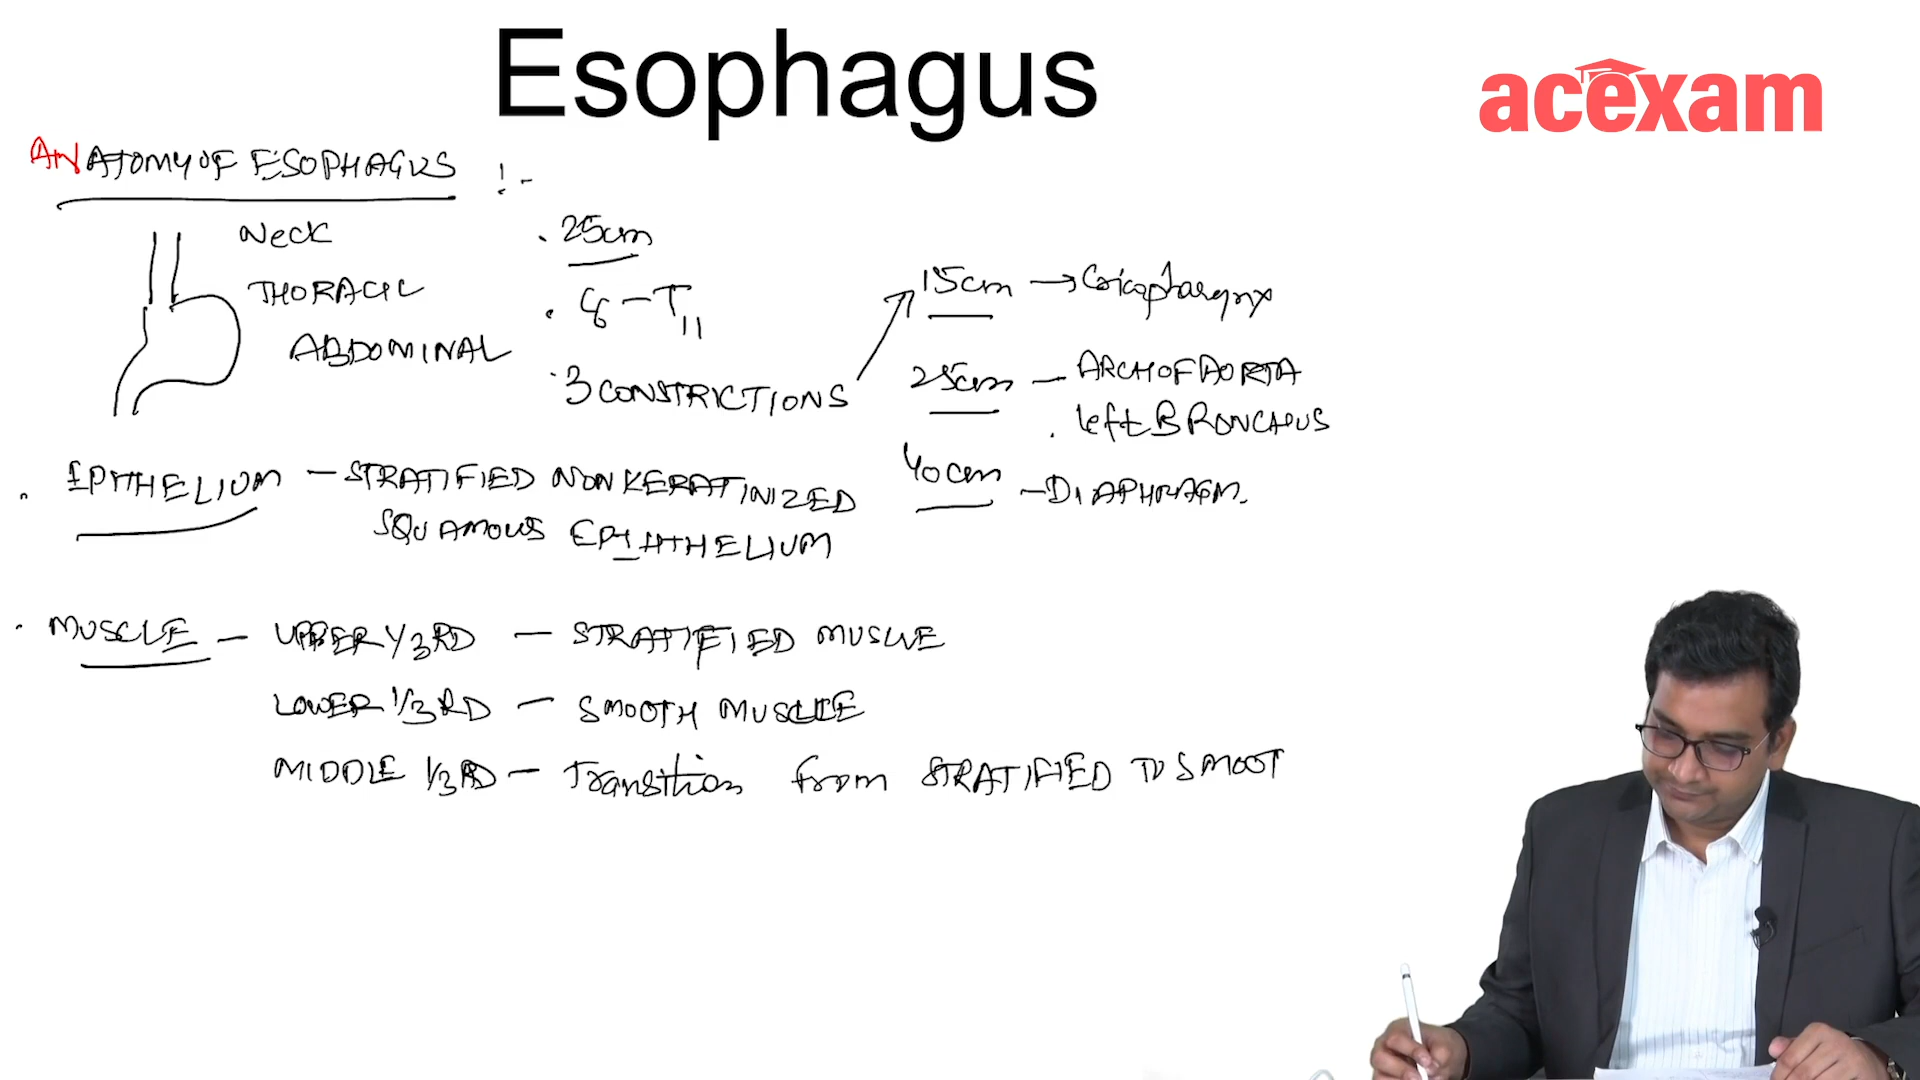 Esophagus
acexam
ANATOMY OF ESOPHAGUS :-
Neck
THORACIC
ABDOMINAL
. 25cm
. C6 - T11
. 3 CONSTRICTIONS
15cm → Cricopharynx
25cm - ARCH OF AORTA
. left BRONCHUS
40cm - DIAPHRAGM.
. EPITHELIUM - STRATIFIED NON KERATINIZED
SQUAMOUS EPITHELIUM
. MUSCLE - UPPER 1/3RD - STRATIFIED MUSCLE
LOWER 1/3RD - SMOOTH MUSCLE
MIDDLE 1/3RD - Transition from STRATIFIED TO SMOOT